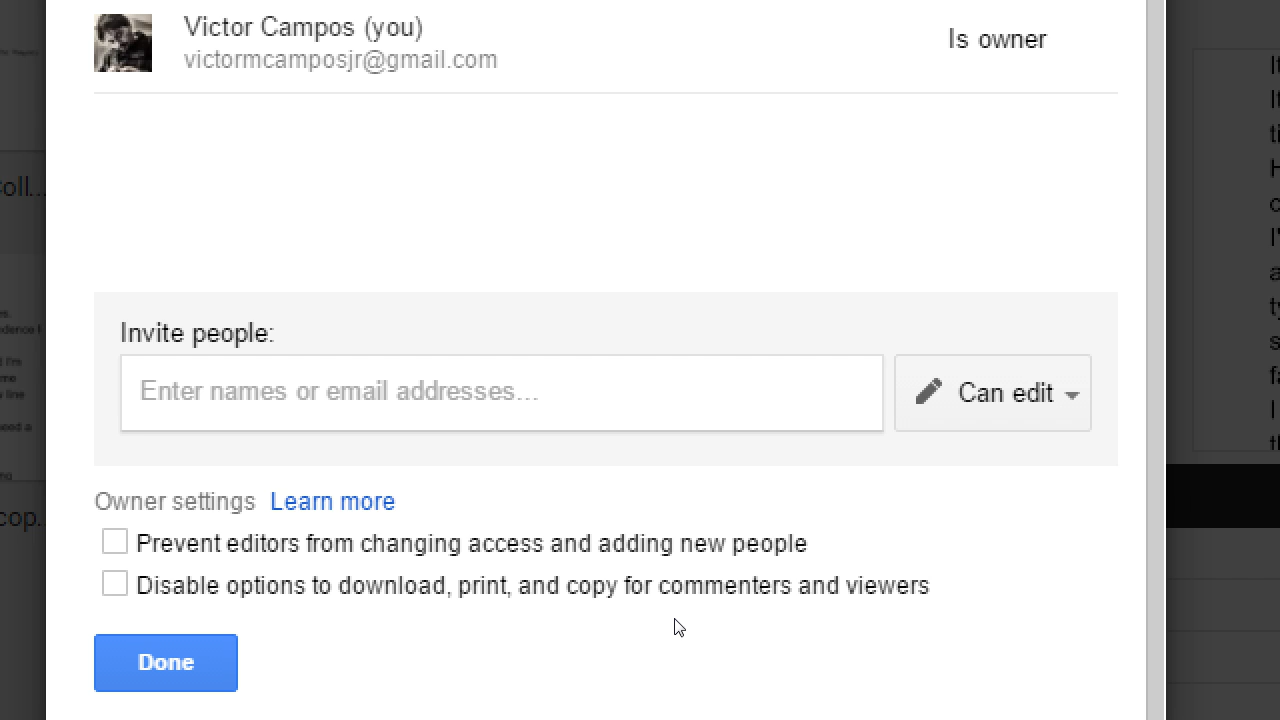 Victor Campos (you)
victormcamposjr@gmail.com
Is owner
Coll...
Invite people:
Enter names or email addresses...
Can edit
Owner settings Learn more
Prevent editors from changing access and adding new people
Disable options to download, print, and copy for commenters and viewers
Done